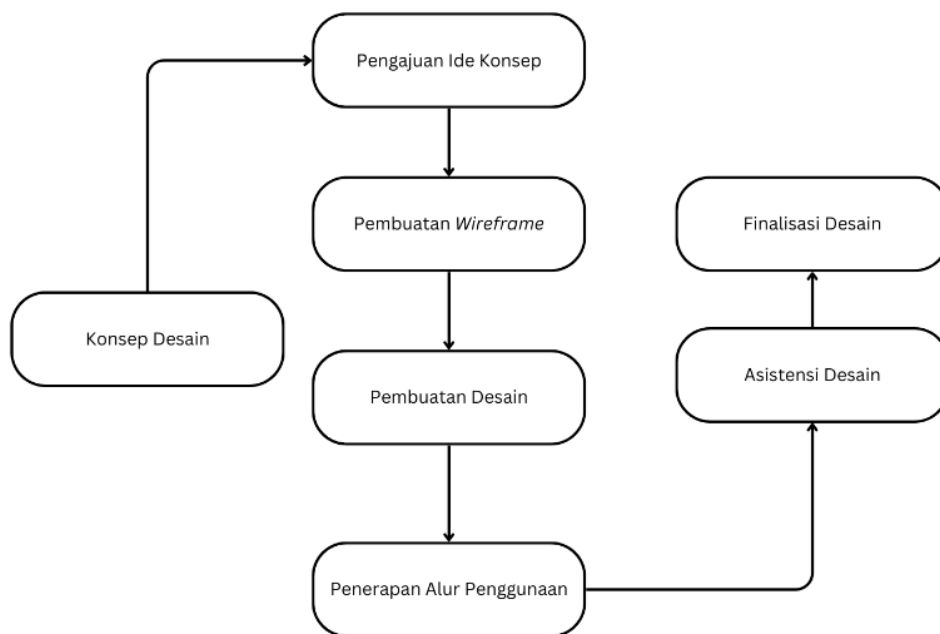 Konsep Desain
Pengajuan Ide Konsep
Pembuatan Wireframe
Pembuatan Desain
Penerapan Alur Penggunaan
Asistensi Desain
Finalisasi Desain